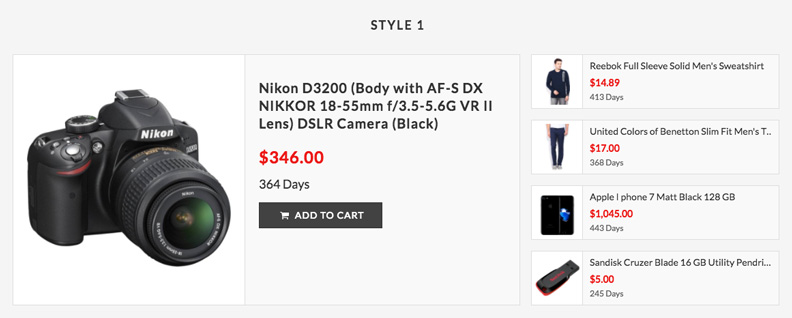 STYLE 1
Nikon
Nikon
Nikon D3200 (Body with AF-S DX
NIKKOR 18-55mm f/3.5-5.6G VR II
Lens) DSLR Camera (Black)
$346.00
364 Days
ADD TO CART
Reebok Full Sleeve Solid Men's Sweatshirt
$14.89
413 Days
United Colors of Benetton Slim Fit Men's T..
$17.00
368 Days
Apple I phone 7 Matt Black 128 GB
$1,045.00
443 Days
Sandisk Cruzer Blade 16 GB Utility Pendri...
$5.00
245 Days